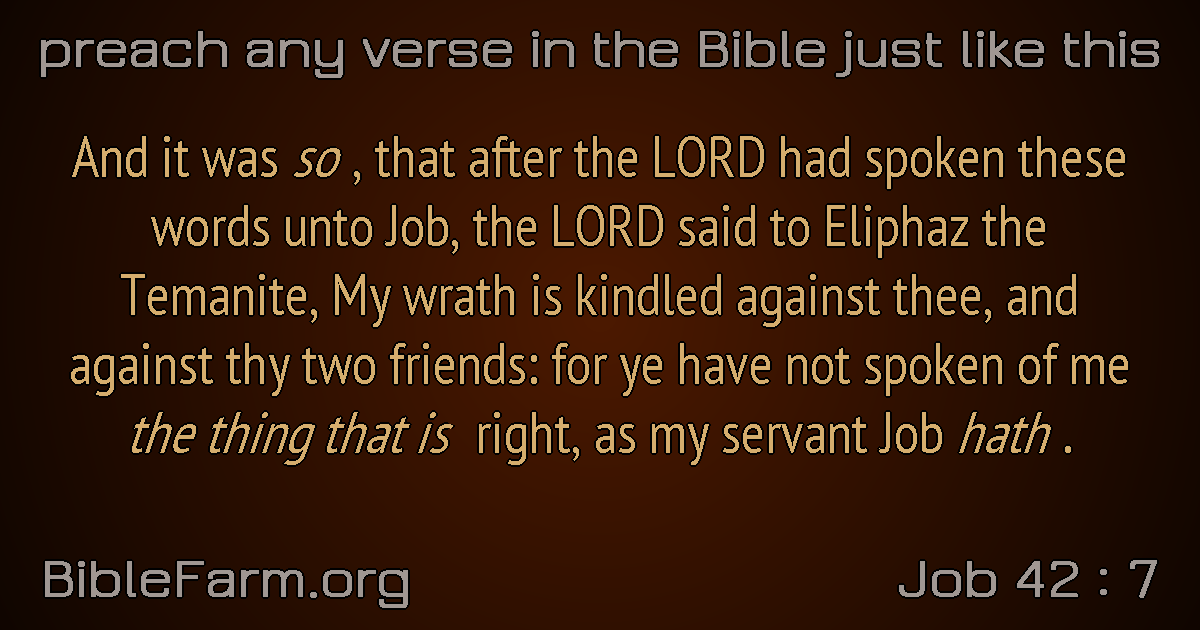 preach any verse in the Bible just like this
And it was so , that after the LORD had spoken these
words unto Job, the LORD said to Eliphaz the
Temanite, My wrath is kindled against thee, and
against thy two friends: for ye have not spoken of me
the thing that is right, as my servant Job hath .
BibleFarm.org
Job 42 : 7